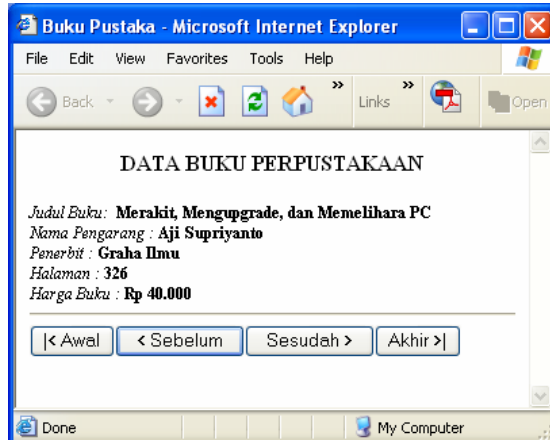 Buku Pustaka - Microsoft Internet Explorer
File Edit View Favorites Tools Help
Back » Links » Open
DATA BUKU PERPUSTAKAAN
Judul Buku: Merakit, Mengupgrade, dan Memelihara PC
Nama Pengarang : Aji Supriyanto
Penerbit : Graha Ilmu
Halaman : 326
Harga Buku : Rp 40.000
|< Awal < Sebelum Sesudah > Akhir >|
Done My Computer